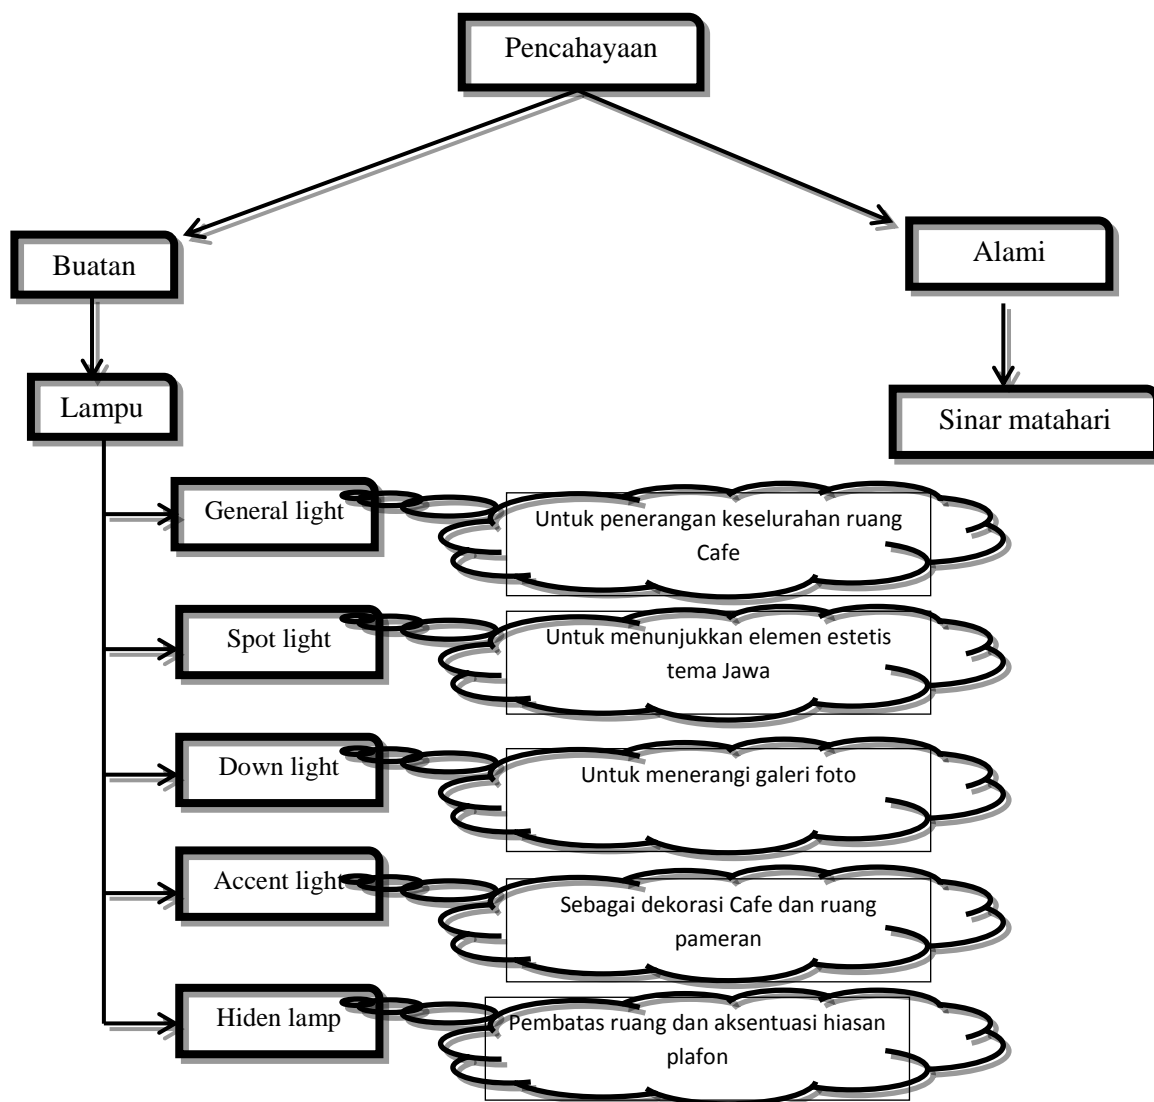 Pencahayaan
Buatan
Alami
Lampu
Sinar matahari
General light
Untuk penerangan keselurahan ruang
Cafe
Spot light
Untuk menunjukkan elemen estetis
tema Jawa
Down light
Untuk menerangi galeri foto
Accent light
Sebagai dekorasi Cafe dan ruang
pameran
Hiden lamp
Pembatas ruang dan aksentuasi hiasan
plafon